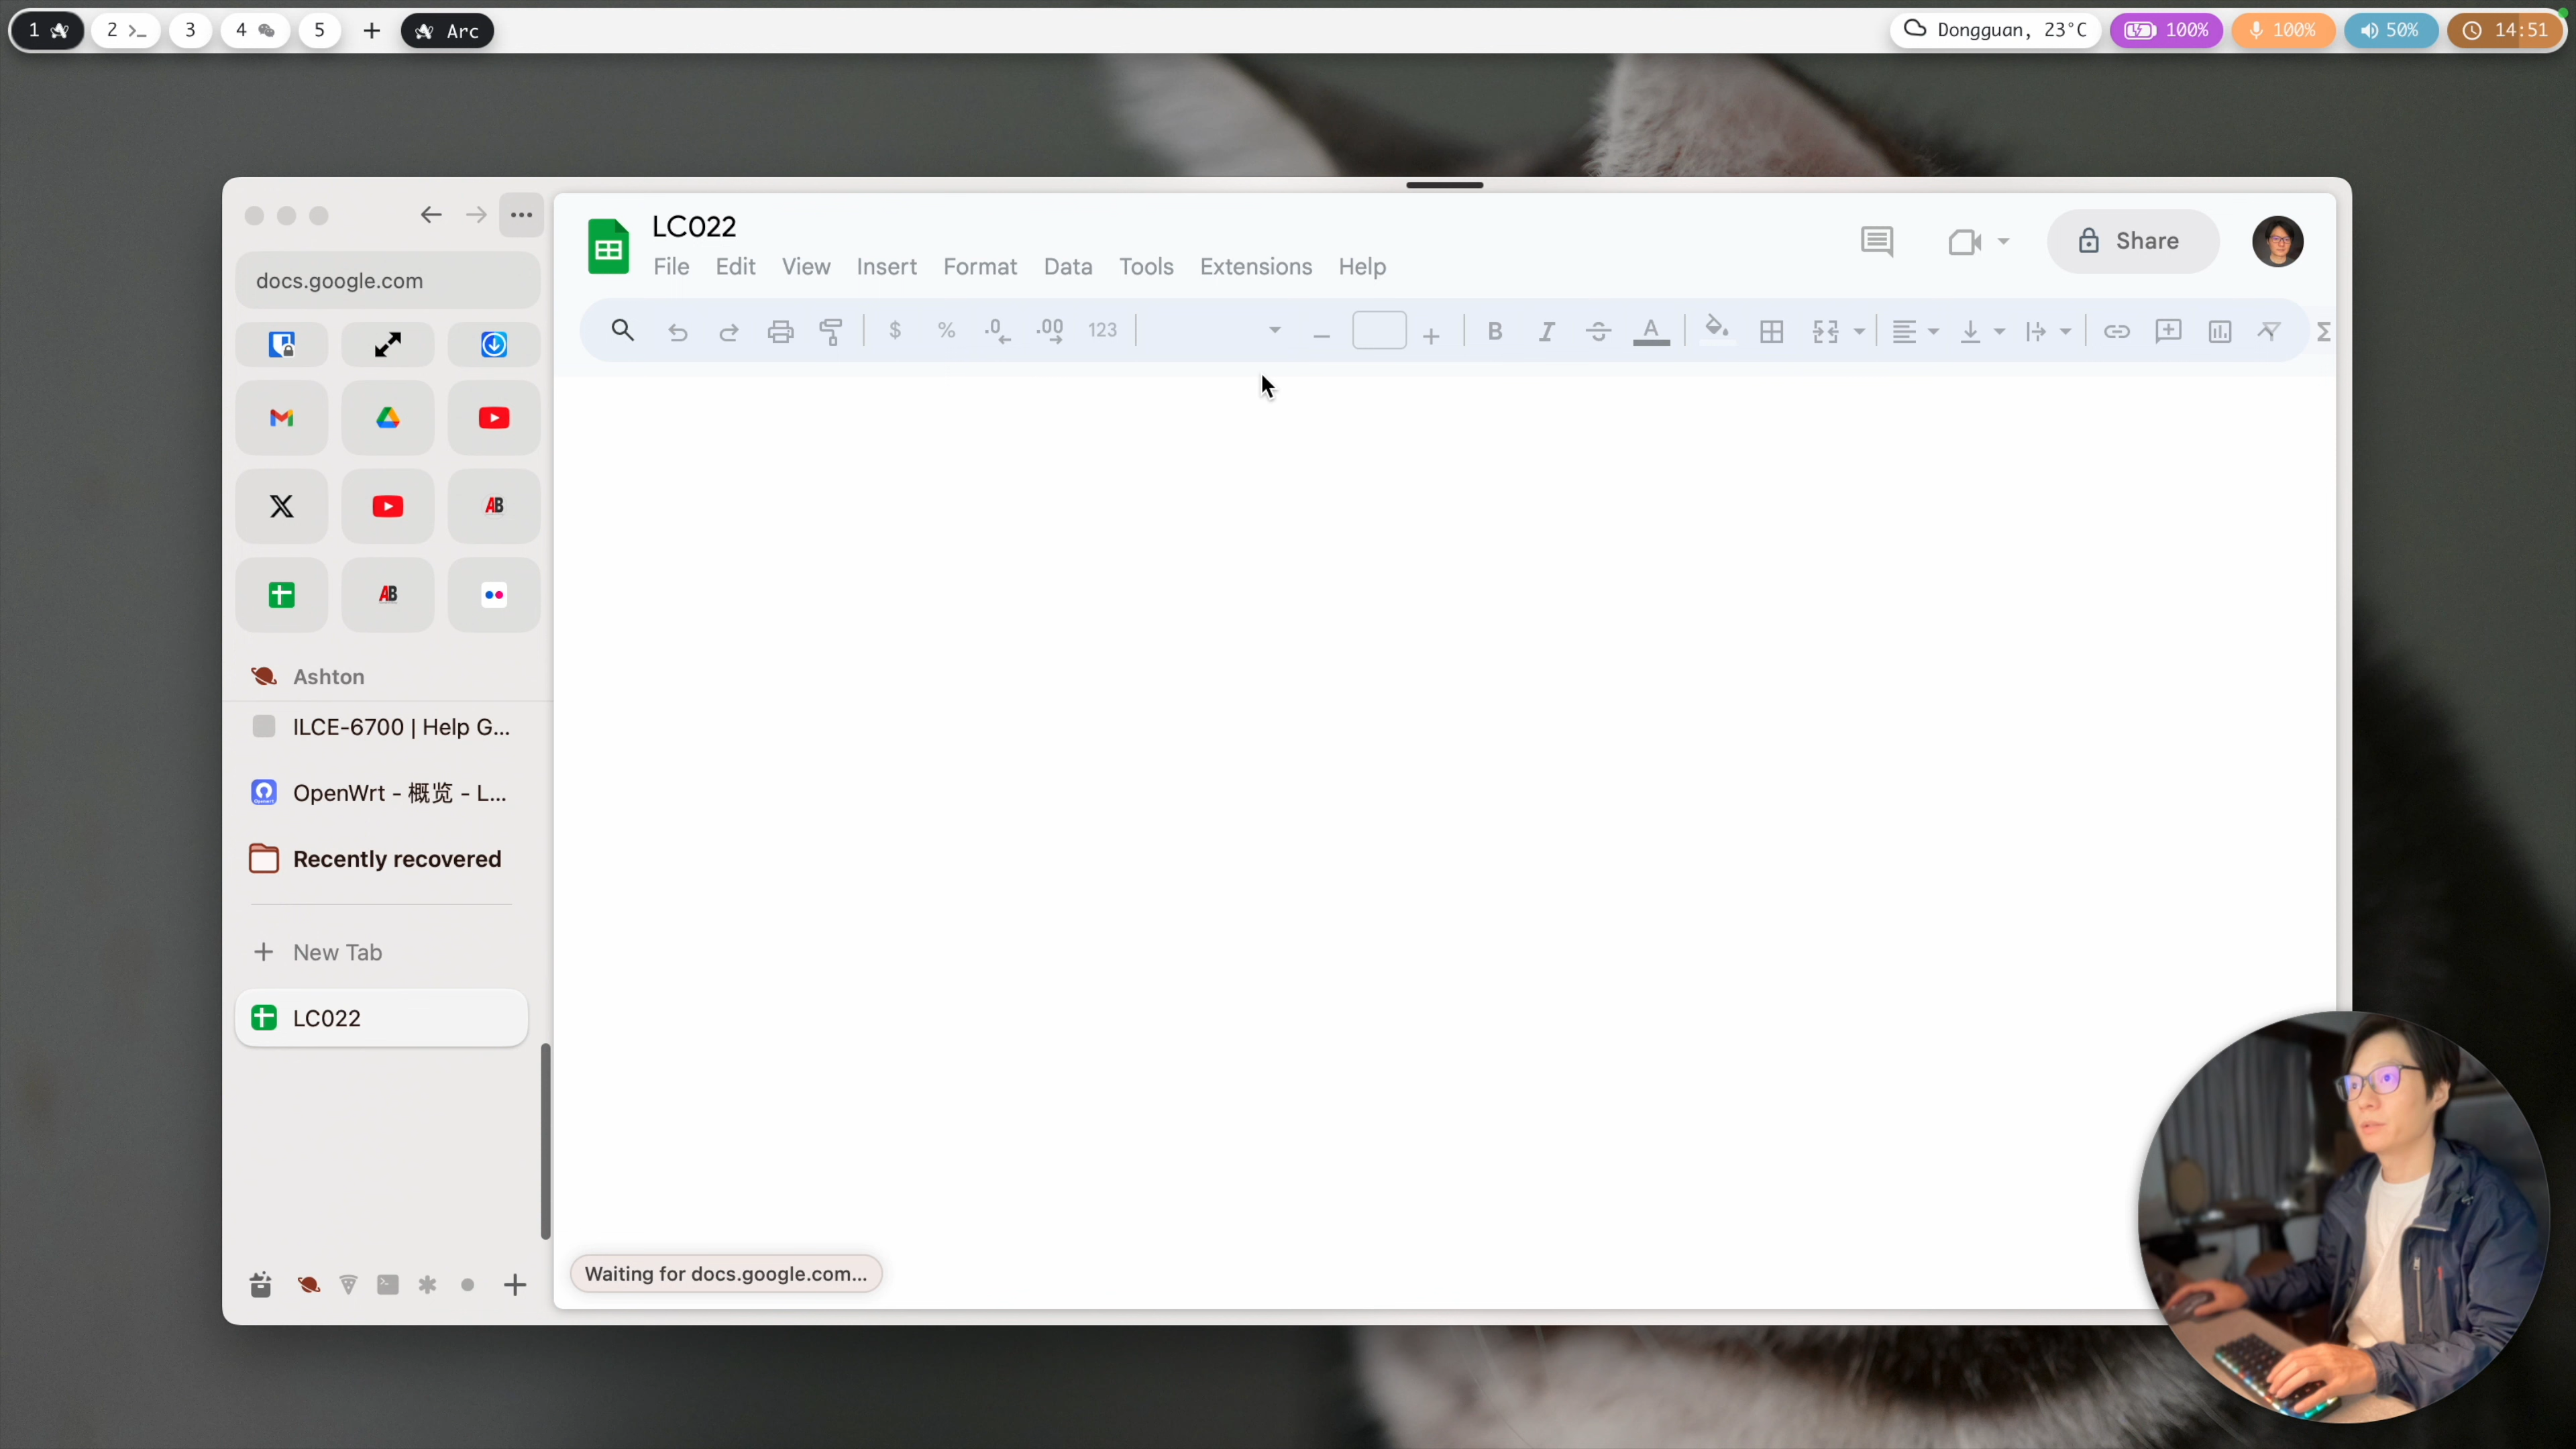 1
2
3
4
5
+
Arc
Dongguan, 23°C
100%
100%
50%
14:51
docs.google.com
LC022
File Edit View Insert Format Data Tools Extensions Help
Share
$ % .0 .00 123
B I A Σ
AB
AB
Ashton
ILCE-6700 | Help G...
OpenWrt - 概览 - L...
Recently recovered
New Tab
LC022
Waiting for docs.google.com...